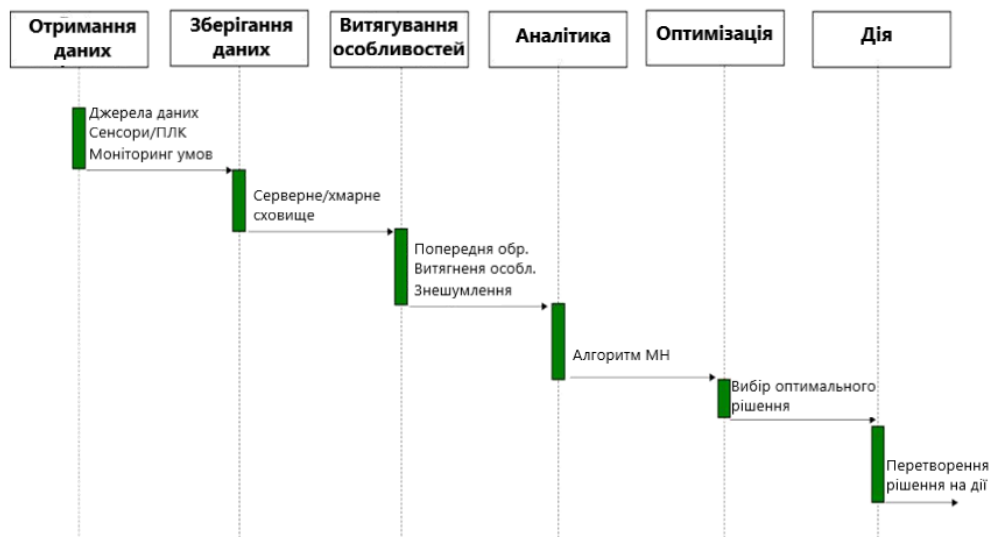 Отримання
даних
Зберігання
даних
Витягування
особливостей
Аналітика
Оптимізація
Дія
Джерела даних
Сенсори/ПЛК
Моніторинг умов
Серверне/хмарне
сховище
Попередня обр.
Витягненя особл.
Знешумлення
Алгоритм МН
Вибір оптимального
рішення
Перетворення
рішення на дії